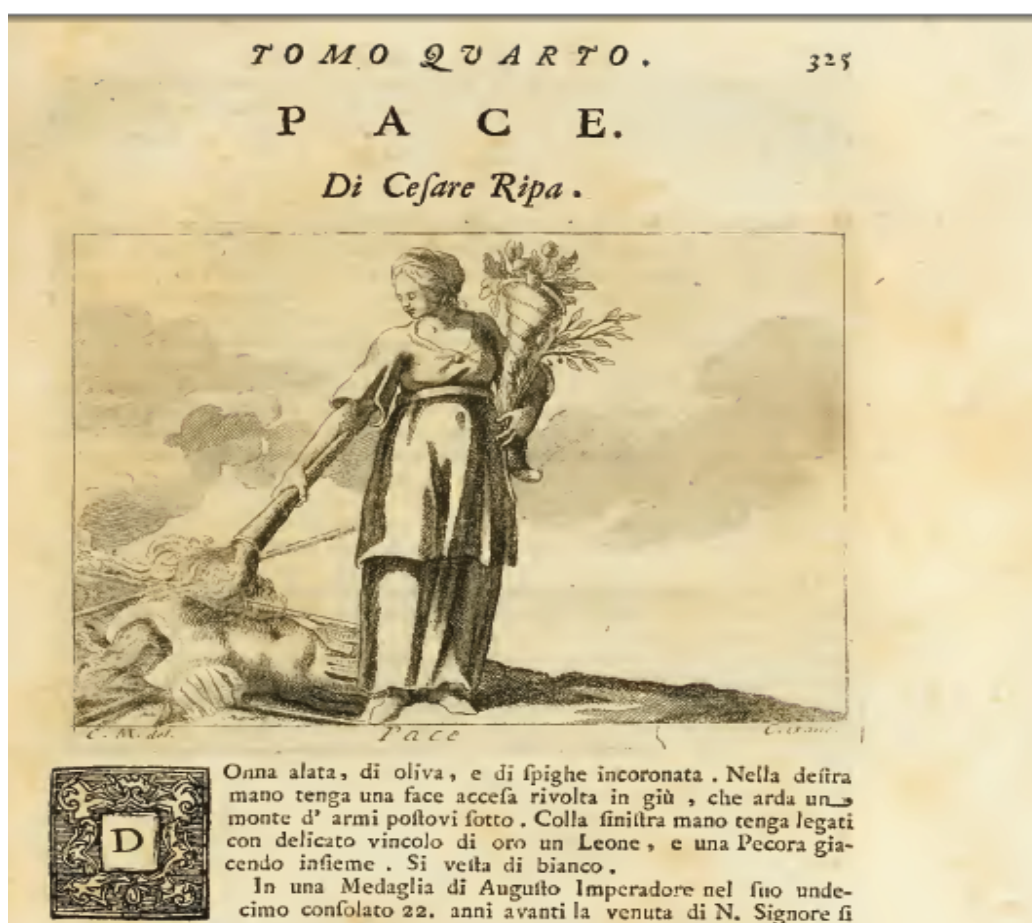 TOMO QVARTO. 325
PACE.
Di Ceſare Ripa.
C. M. del.
Pace
DOnna alata, di oliva, e di ſpighe incoronata. Nella deſtra
mano tenga una face acceſa rivolta in giù, che arda un
monte d' armi poſtovi ſotto. Colla ſiniſtra mano tenga legati
con delicato vincolo di oro un Leone, e una Pecora gia-
cendo inſieme. Si veſta di bianco.
In una Medaglia di Auguſto Imperadore nel ſuo unde-
cimo conſolato 22. anni avanti la venuta di N. Signore ſi